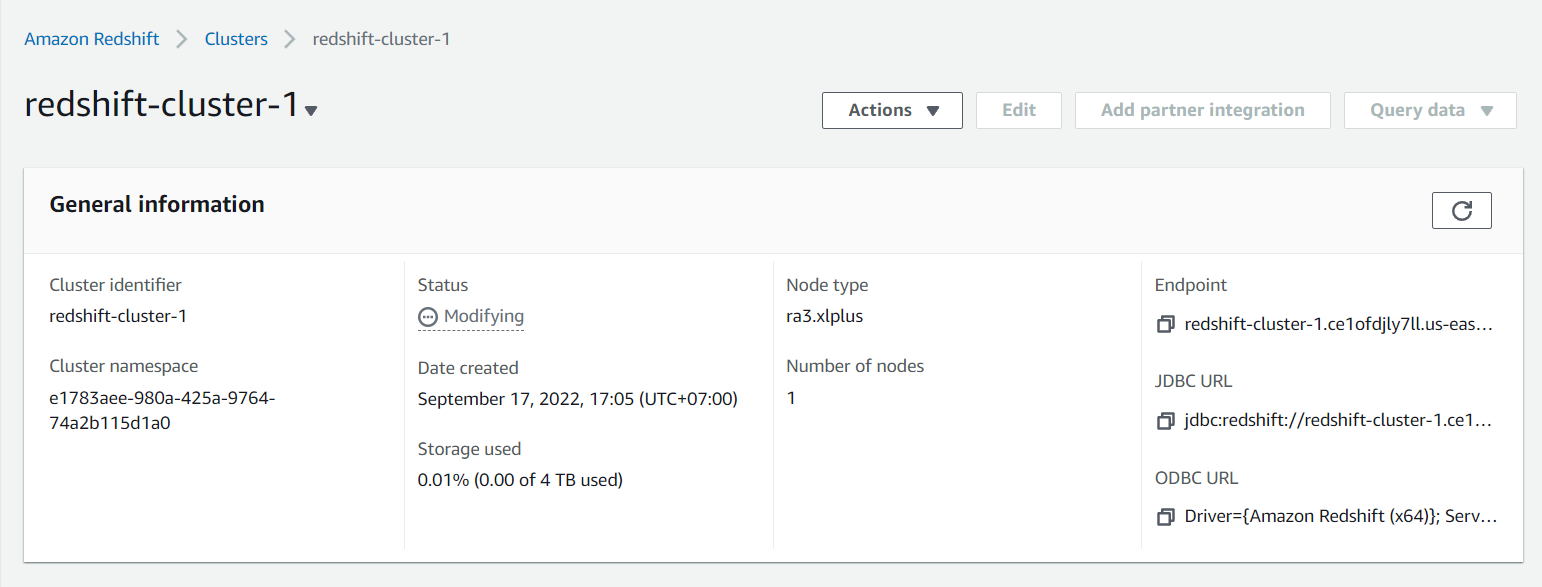 Amazon Redshift > Clusters > redshift-cluster-1
redshift-cluster-1
Actions
Edit
Add partner integration
Query data
General information
Cluster identifier
redshift-cluster-1
Cluster namespace
e1783aee-980a-425a-9764-
74a2b115d1a0
Status
Modifying
Date created
September 17, 2022, 17:05 (UTC+07:00)
Storage used
0.01% (0.00 of 4 TB used)
Node type
ra3.xlplus
Number of nodes
1
Endpoint
redshift-cluster-1.ce1ofdjly7ll.us-eas...
JDBC URL
jdbc:redshift://redshift-cluster-1.ce1...
ODBC URL
Driver={Amazon Redshift (x64)}; Serv...